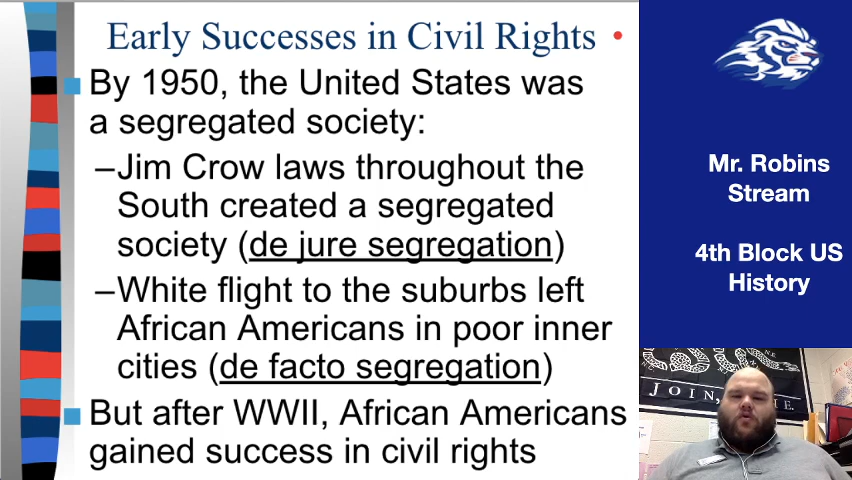 Early Successes in Civil Rights
By 1950, the United States was
a segregated society:
–Jim Crow laws throughout the
South created a segregated
society (de jure segregation)
–White flight to the suburbs left
African Americans in poor inner
cities (de facto segregation)
But after WWII, African Americans
gained success in civil rights
Mr. Robins
Stream
4th Block US
History
JOIN,